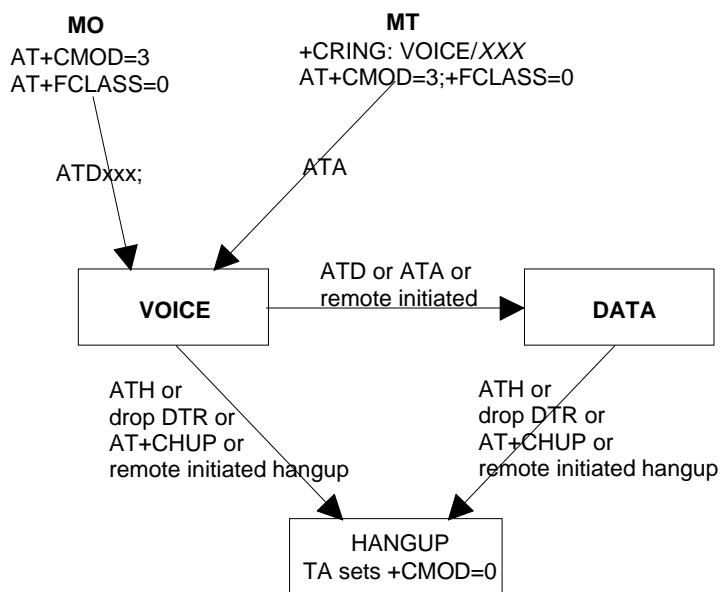 MO
AT+CMOD=3
AT+FCLASS=0
MT
+CRING: VOICE/XXX
AT+CMOD=3;+FCLASS=0
ATDxxx;
ATA
VOICE
ATD or ATA or
remote initiated
DATA
ATH or
drop DTR or
AT+CHUP or
remote initiated hangup
ATH or
drop DTR or
AT+CHUP or
remote initiated hangup
HANGUP
TA sets +CMOD=0